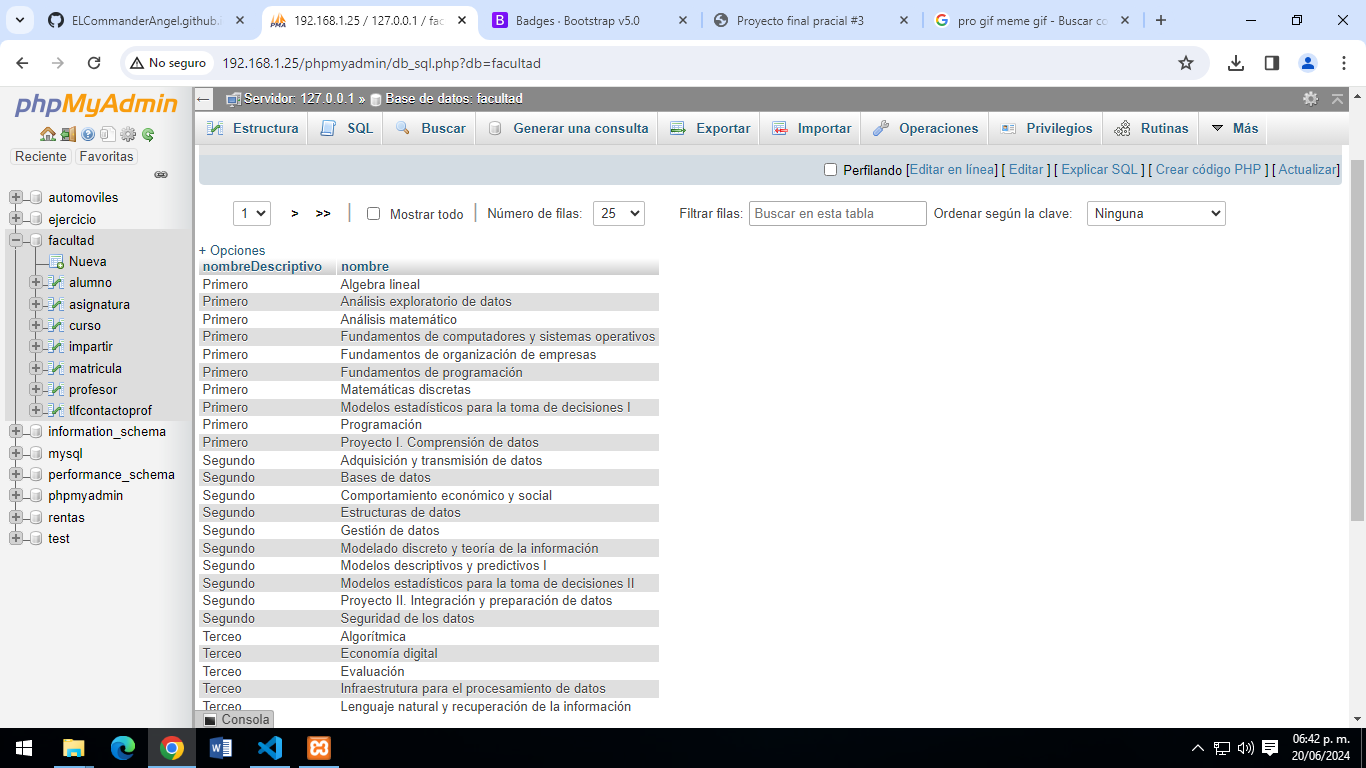 ELCommanderAngel.github.i
192.168.1.25 / 127.0.0.1 / fac
Badges · Bootstrap v5.0
Proyecto final pracial #3
pro gif meme gif - Buscar co
No seguro
192.168.1.25/phpmyadmin/db_sql.php?db=facultad
phpMyAdmin
Reciente
Favoritas
automoviles
ejercicio
facultad
Nueva
alumno
asignatura
curso
impartir
matricula
profesor
tlfcontactoprof
information_schema
mysql
performance_schema
phpmyadmin
rentas
test
Servidor: 127.0.0.1 » Base de datos: facultad
Estructura SQL Buscar Generar una consulta Exportar Importar Operaciones Privilegios Rutinas Más
Perfilando [Editar en línea] [ Editar ] [ Explicar SQL ] [ Crear código PHP ] [ Actualizar]
1 > >> | Mostrar todo | Número de filas: 25 Filtrar filas: Buscar en esta tabla Ordenar según la clave: Ninguna
+ Opciones
nombreDescriptivo nombre
Primero Algebra lineal
Primero Análisis exploratorio de datos
Primero Análisis matemático
Primero Fundamentos de computadores y sistemas operativos
Primero Fundamentos de organización de empresas
Primero Fundamentos de programación
Primero Matemáticas discretas
Primero Modelos estadísticos para la toma de decisiones I
Primero Programación
Primero Proyecto I. Comprensión de datos
Segundo Adquisición y transmisión de datos
Segundo Bases de datos
Segundo Comportamiento económico y social
Segundo Estructuras de datos
Segundo Gestión de datos
Segundo Modelado discreto y teoría de la información
Segundo Modelos descriptivos y predictivos I
Segundo Modelos estadísticos para la toma de decisiones II
Segundo Proyecto II. Integración y preparación de datos
Segundo Seguridad de los datos
Terceo Algorítmica
Terceo Economía digital
Terceo Evaluación
Terceo Infraestrutura para el procesamiento de datos
Terceo Lenguaje natural y recuperación de la información
Consola
06:42 p. m.
20/06/2024